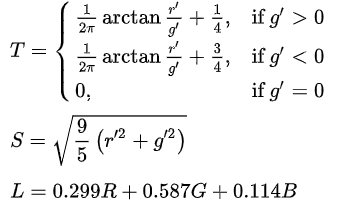 T = { 1/2π arctan r′/g′ + 1/4, if g′ > 0
1/2π arctan r′/g′ + 3/4, if g′ < 0
0, if g′ = 0
S = √(9/5 (r′² + g′²))
L = 0.299R + 0.587G + 0.114B